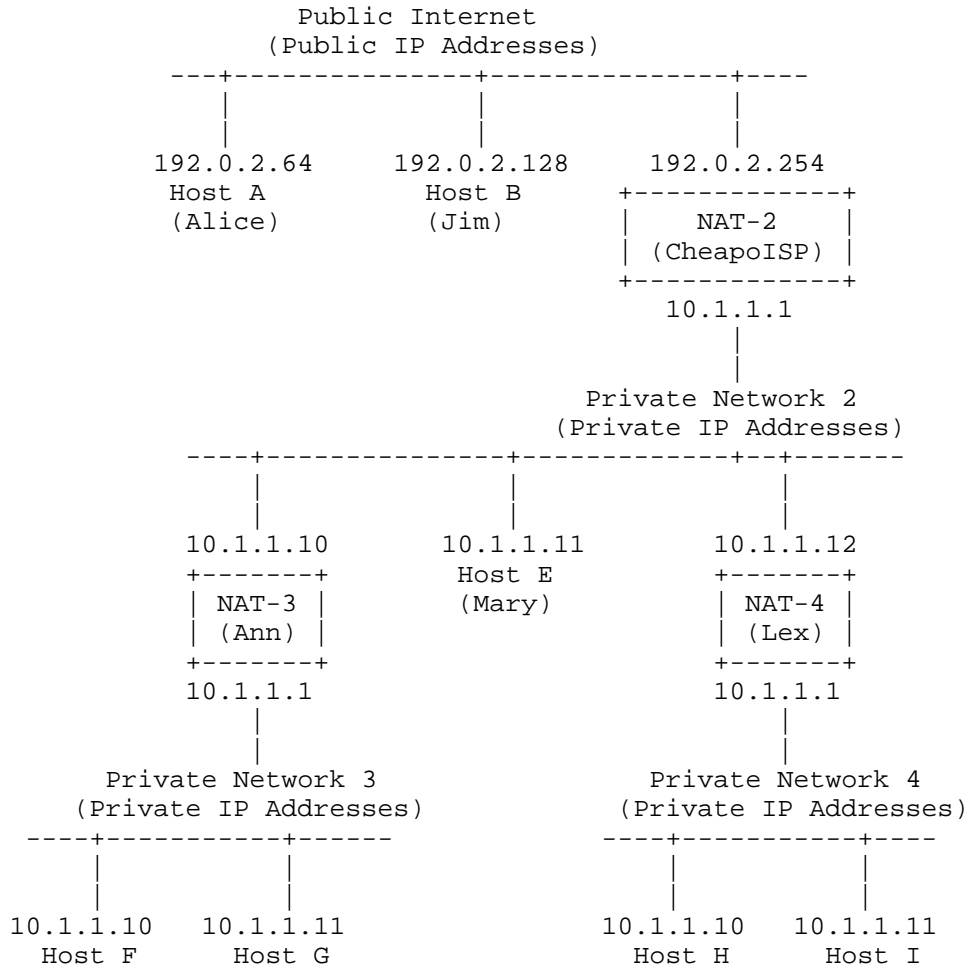 Public Internet
(Public IP Addresses)
192.0.2.64 192.0.2.128 192.0.2.254
Host A Host B
(Alice) (Jim) NAT-2
(CheapoISP)
10.1.1.1
Private Network 2
(Private IP Addresses)
10.1.1.10 10.1.1.11 10.1.1.12
Host E
NAT-3 (Mary) NAT-4
(Ann) (Lex)
10.1.1.1 10.1.1.1
Private Network 3 Private Network 4
(Private IP Addresses) (Private IP Addresses)
10.1.1.10 10.1.1.11 10.1.1.10 10.1.1.11
Host F Host G Host H Host I